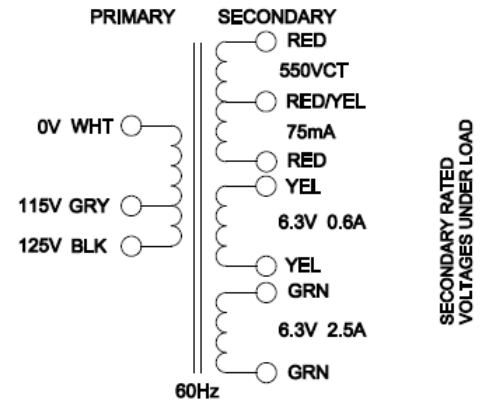 PRIMARY
SECONDARY
RED
550VCT
RED/YEL
75mA
RED
0V WHT
115V GRY
125V BLK
YEL
6.3V 0.6A
YEL
GRN
6.3V 2.5A
GRN
60Hz
SECONDARY RATED
VOLTAGES UNDER LOAD